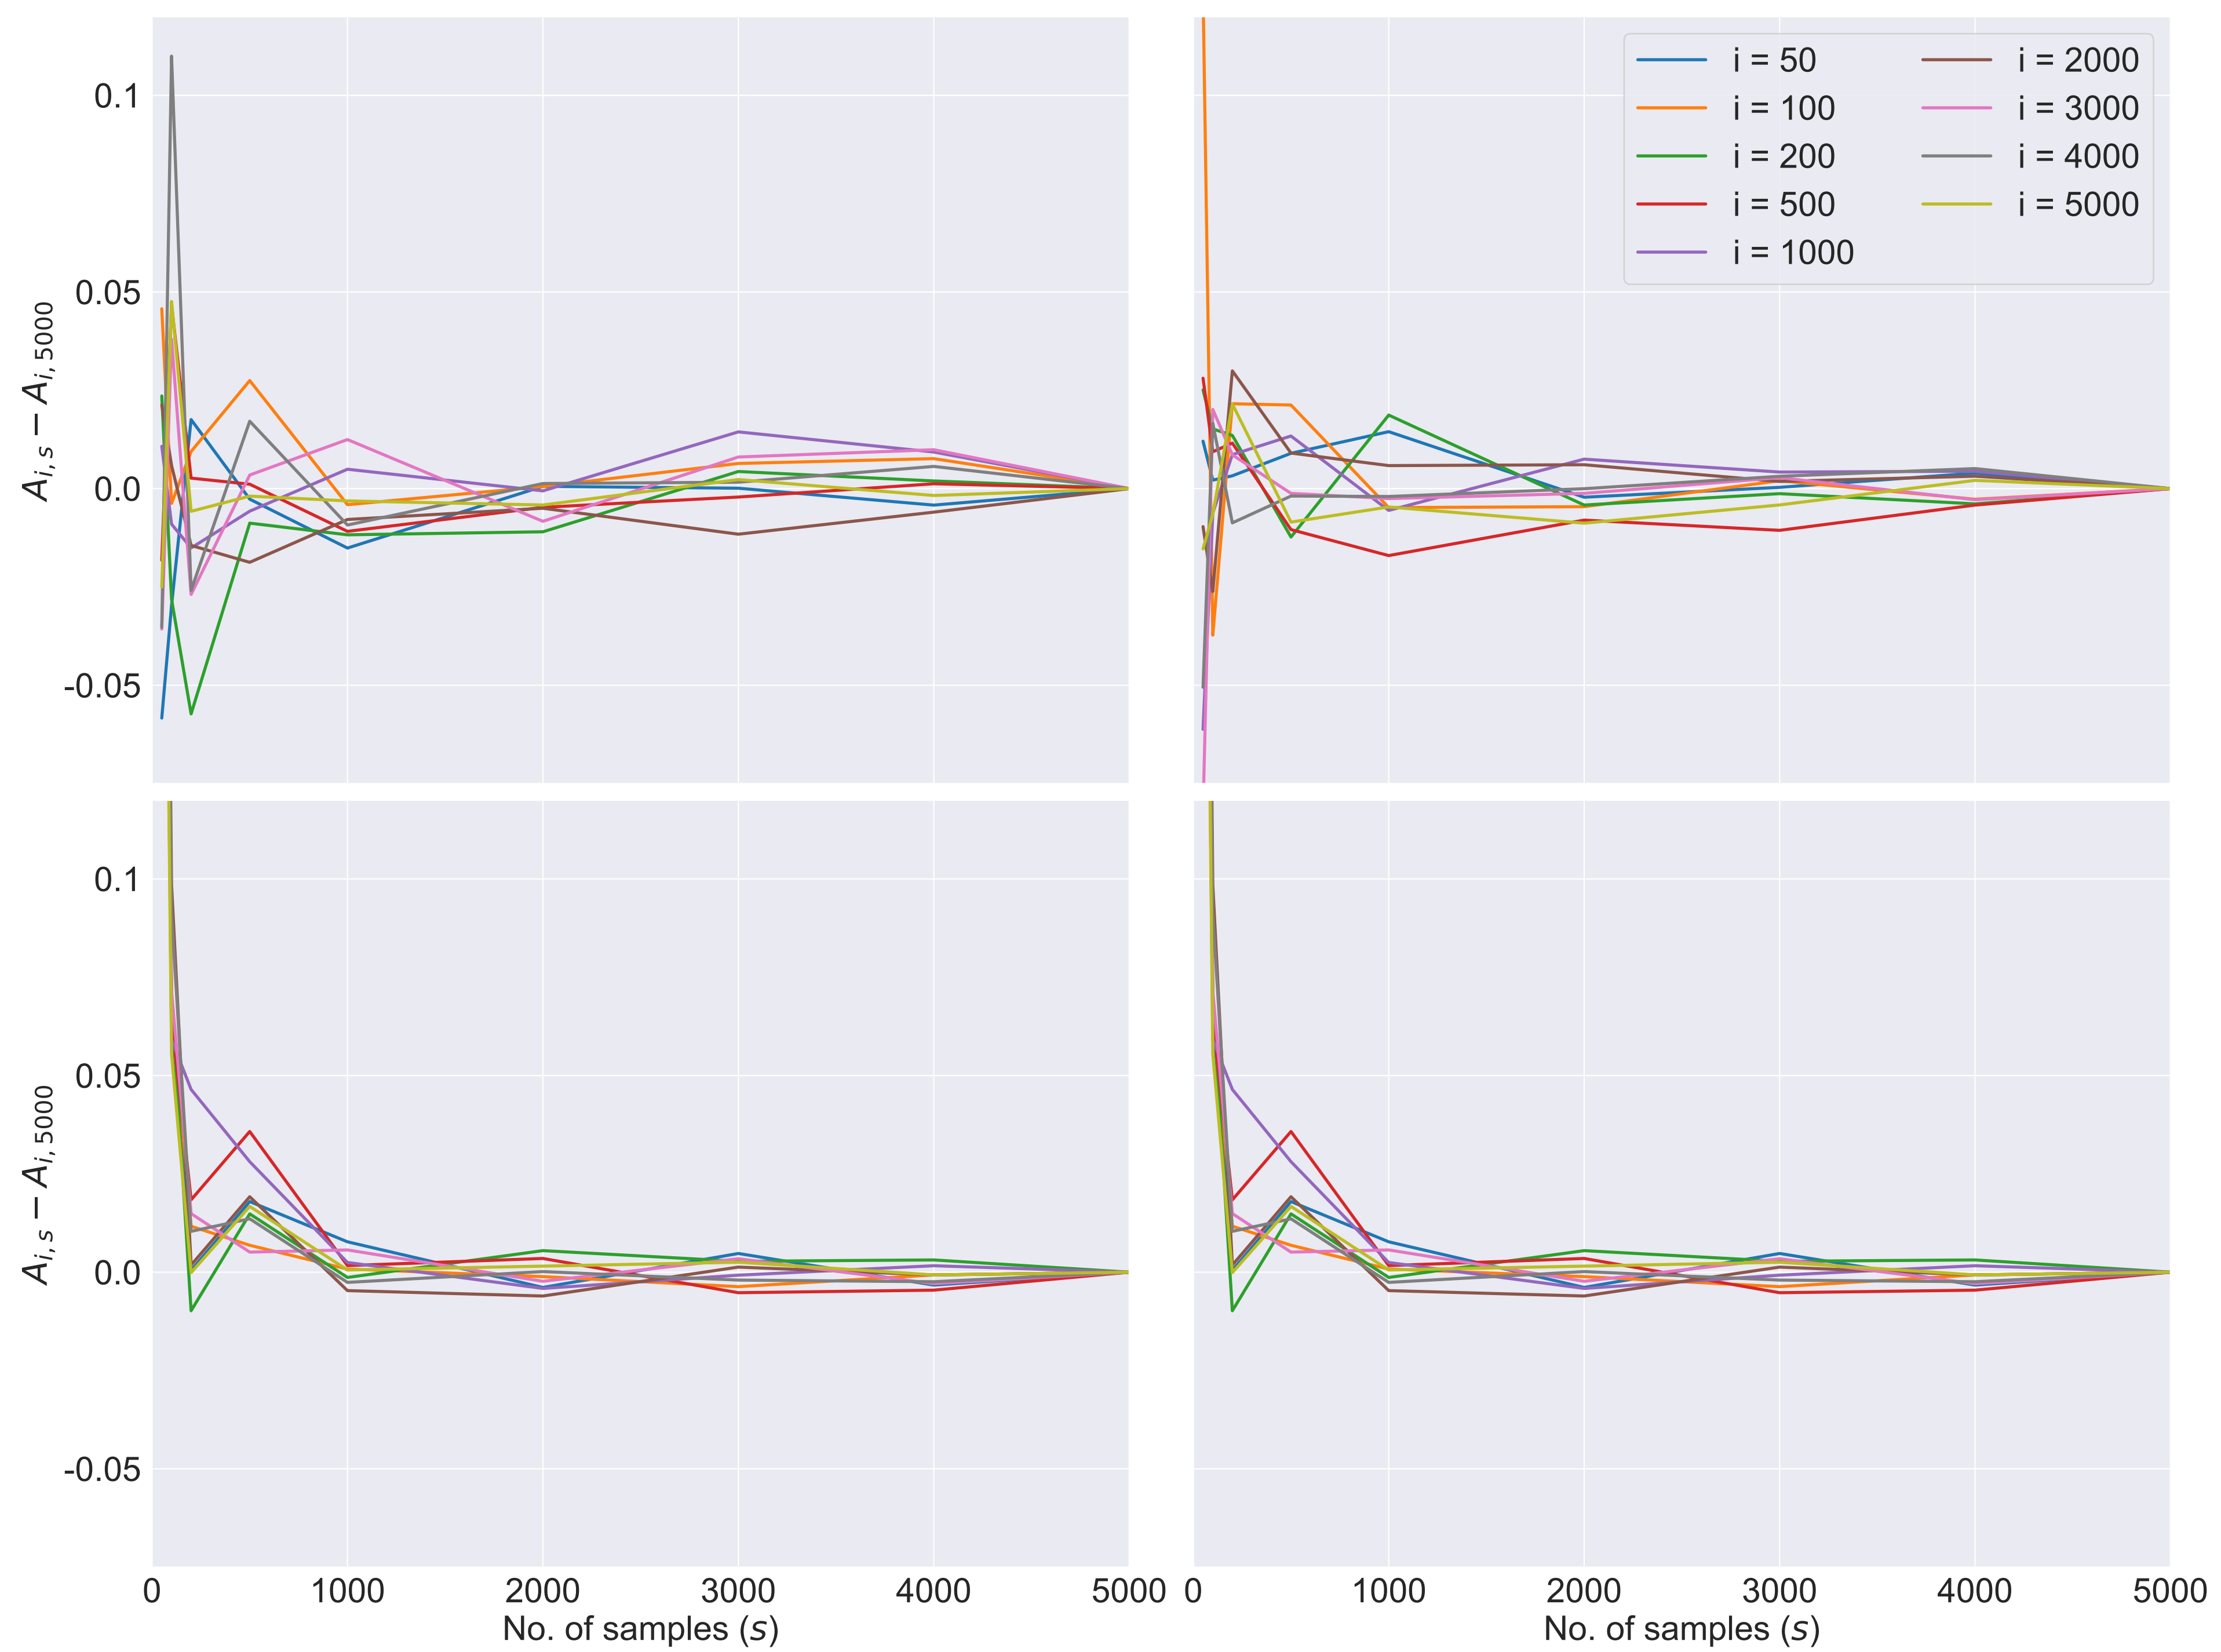 0.1
0.05
0.0
-0.05
A_{i, s} − A_{i, 5000}
i = 50
i = 100
i = 200
i = 500
i = 1000
i = 2000
i = 3000
i = 4000
i = 5000
0.1
0.05
0.0
-0.05
A_{i, s} − A_{i, 5000}
0 1000 2000 3000 4000 5000
No. of samples (s)
0 1000 2000 3000 4000 5000
No. of samples (s)